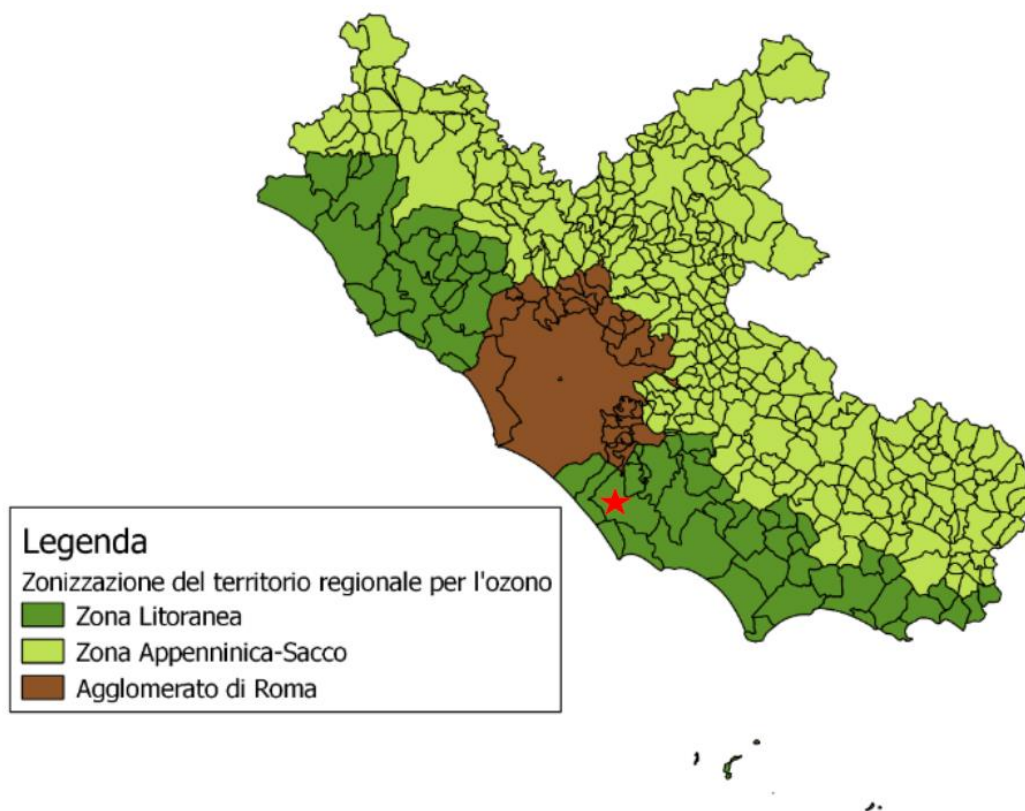 Legenda
Zonizzazione del territorio regionale per l'ozono
Zona Litoranea
Zona Appenninica-Sacco
Agglomerato di Roma